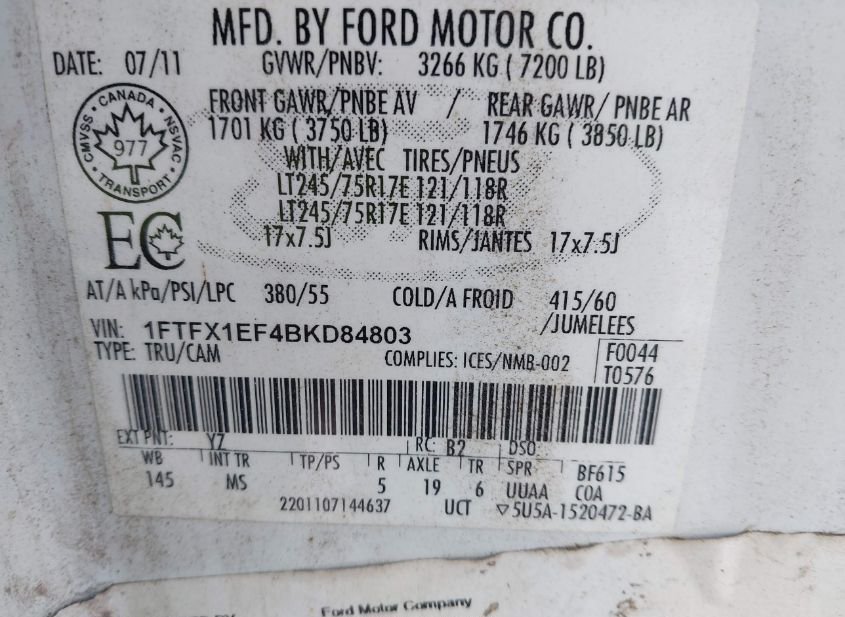 MFD. BY FORD MOTOR CO.
DATE: 07/11 GVWR/PNBV: 3266 KG ( 7200 LB)
FRONT GAWR/PNBE AV / REAR GAWR/ PNBE AR
1701 KG ( 3750 LB) 1746 KG ( 3850 LB)
CMVSS · CANADA · NSVAC · TRANSPORT ·
977
WITH/AVEC TIRES/PNEUS
LT245/75R17E 121/118R
LT245/75R17E 121/118R
EC
17x7.5J RIMS/JANTES 17x7.5J
AT/A kPa/PSI/LPC 380/55 COLD/A FROID 415/60
/JUMELEES
VIN: 1FTFX1EF4BKD84803
TYPE: TRU/CAM COMPLIES: ICES/NMB-002 F0044
T0576
EXT PNT: YZ RC: B2 DSO:
WB INT TR TP/PS R AXLE TR SPR BF615
145 MS 5 19 6 UUAA COA
2201107144637 UCT ▽5U5A-1520472-BA
Ford Motor Company